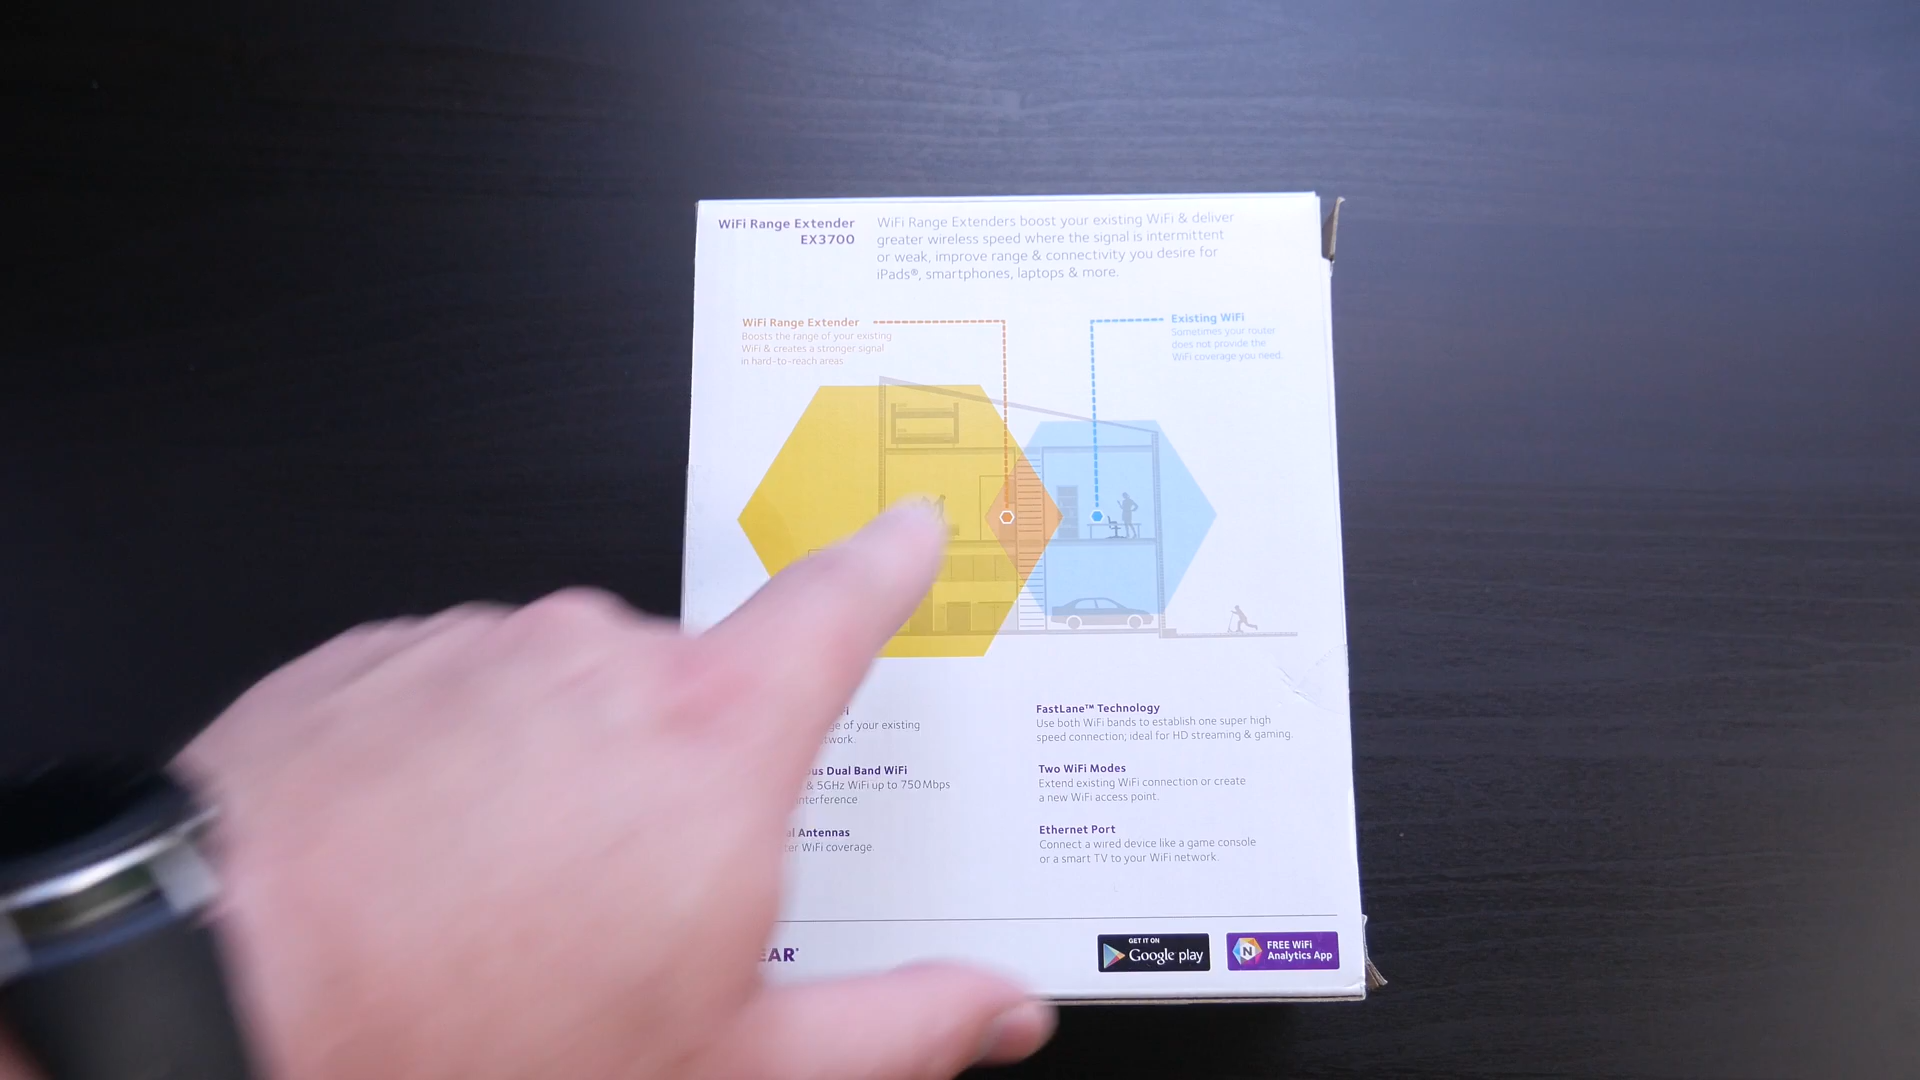 WiFi Range Extender
EX3700
WiFi Range Extenders boost your existing WiFi & deliver
greater wireless speed where the signal is intermittent
or weak, improve range & connectivity you desire for
iPads®, smartphones, laptops & more.
WiFi Range Extender
Boosts the range of your existing
WiFi & creates a stronger signal
in hard-to-reach areas
Existing WiFi
Sometimes your router
does not provide the
WiFi coverage you need.
of your existing
Dual Band WiFi
& 5GHz WiFi up to 750Mbps
Antennas
WiFi coverage.
FastLane™ Technology
Use both WiFi bands to establish one super high
speed connection; ideal for HD streaming & gaming.
Two WiFi Modes
Extend existing WiFi connection or create
a new WiFi access point.
Ethernet Port
Connect a wired device like a game console
or a smart TV to your WiFi network.
EAR
GET IT ON
Google play
N
FREE WiFi
Analytics App